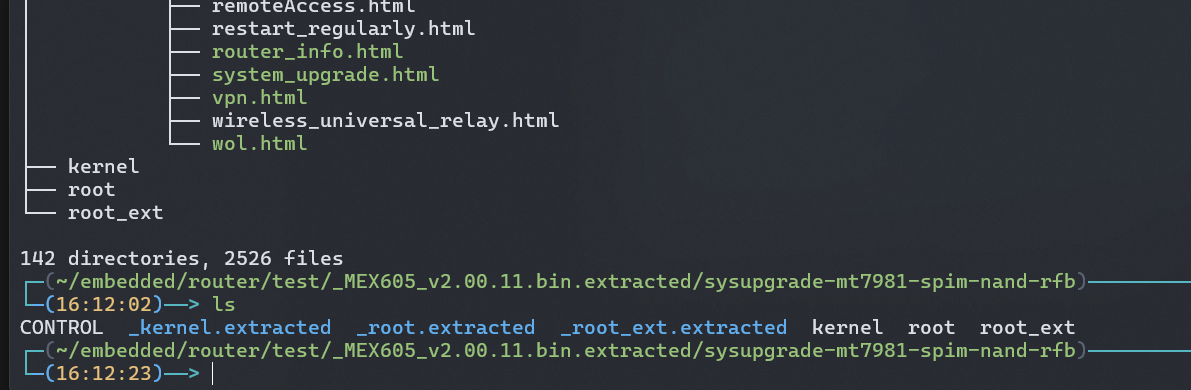 │           ├── remoteAccess.html
│           ├── restart_regularly.html
│           ├── router_info.html
│           ├── system_upgrade.html
│           ├── vpn.html
│           ├── wireless_universal_relay.html
│           └── wol.html
├── kernel
├── root
└── root_ext
142 directories, 2526 files
┌─(~/embedded/router/test/_MEX605_v2.00.11.bin.extracted/sysupgrade-mt7981-spim-nand-rfb)─────────
└─(16:12:02)──> ls
CONTROL  _kernel.extracted  _root.extracted  _root_ext.extracted  kernel  root  root_ext
┌─(~/embedded/router/test/_MEX605_v2.00.11.bin.extracted/sysupgrade-mt7981-spim-nand-rfb)─────────
└─(16:12:23)──>